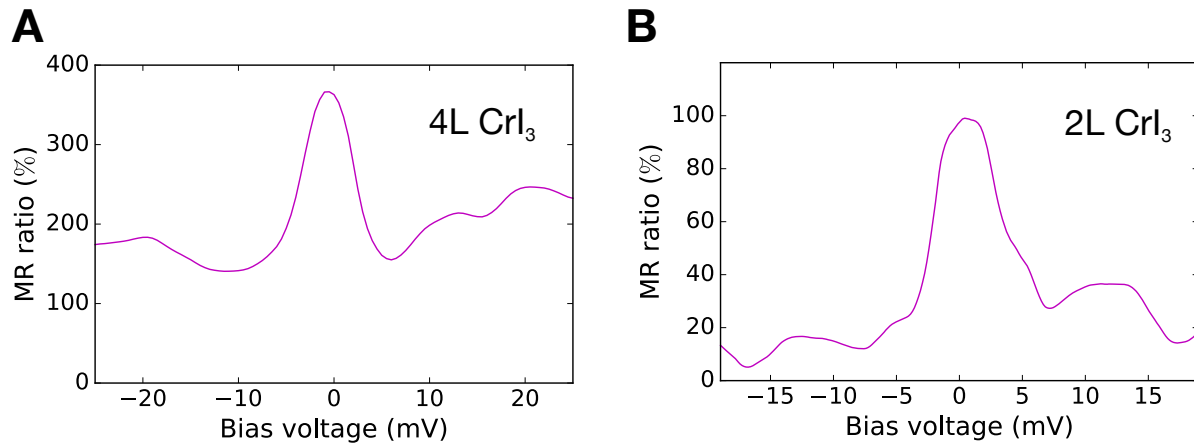 A
400
300
200
100
0
MR ratio (%)
4L CrI₃
−20 −10 0 10 20
Bias voltage (mV)
B
100
80
60
40
20
0
MR ratio (%)
2L CrI₃
−15 −10 −5 0 5 10 15
Bias voltage (mV)